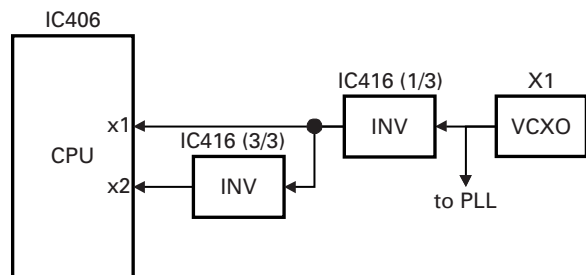 IC406
IC416 (1/3)
X1
x1
INV
VCXO
IC416 (3/3)
CPU
x2
INV
to PLL